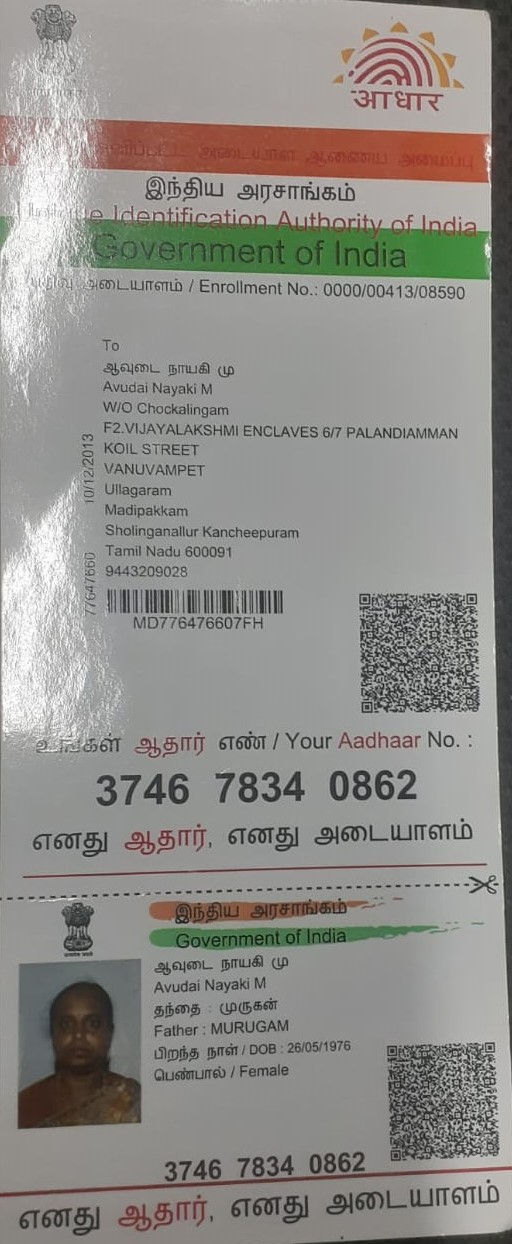 आधार
அடையாள ஆணைய அமைப்பு
இந்திய அரசாங்கம்
Unique Identification Authority of India
Government of India
அடையாளம் / Enrollment No.: 0000/00413/08590
To
ஆவுடை நாயகி மு
Avudai Nayaki M
W/O Chockalingam
F2.VIJAYALAKSHMI ENCLAVES 6/7 PALANDIAMMAN
KOIL STREET
VANUVAMPET
Ullagaram
Madipakkam
Sholinganallur Kancheepuram
Tamil Nadu 600091
9443209028
10/12/2013
77647660
MD776476607FH
உங்கள் ஆதார் எண் / Your Aadhaar No. :
3746 7834 0862
எனது ஆதார், எனது அடையாளம்
இந்திய அரசாங்கம்
Government of India
ஆவுடை நாயகி மு
Avudai Nayaki M
தந்தை : முருகன்
Father : MURUGAM
பிறந்த நாள் / DOB : 26/05/1976
பெண்பால் / Female
3746 7834 0862
எனது ஆதார், எனது அடையாளம்